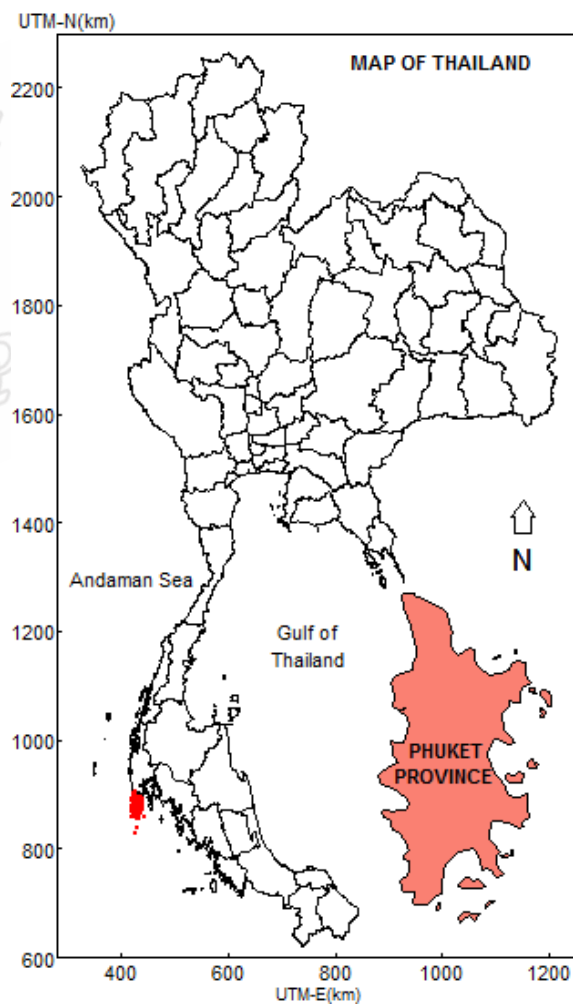 UTM-N(km)
MAP OF THAILAND
2200
2000
1800
1600
1400
N
Andaman Sea
1200
Gulf of
Thailand
1000
PHUKET
PROVINCE
800
600
400
600
800
1000
1200
UTM-E(km)